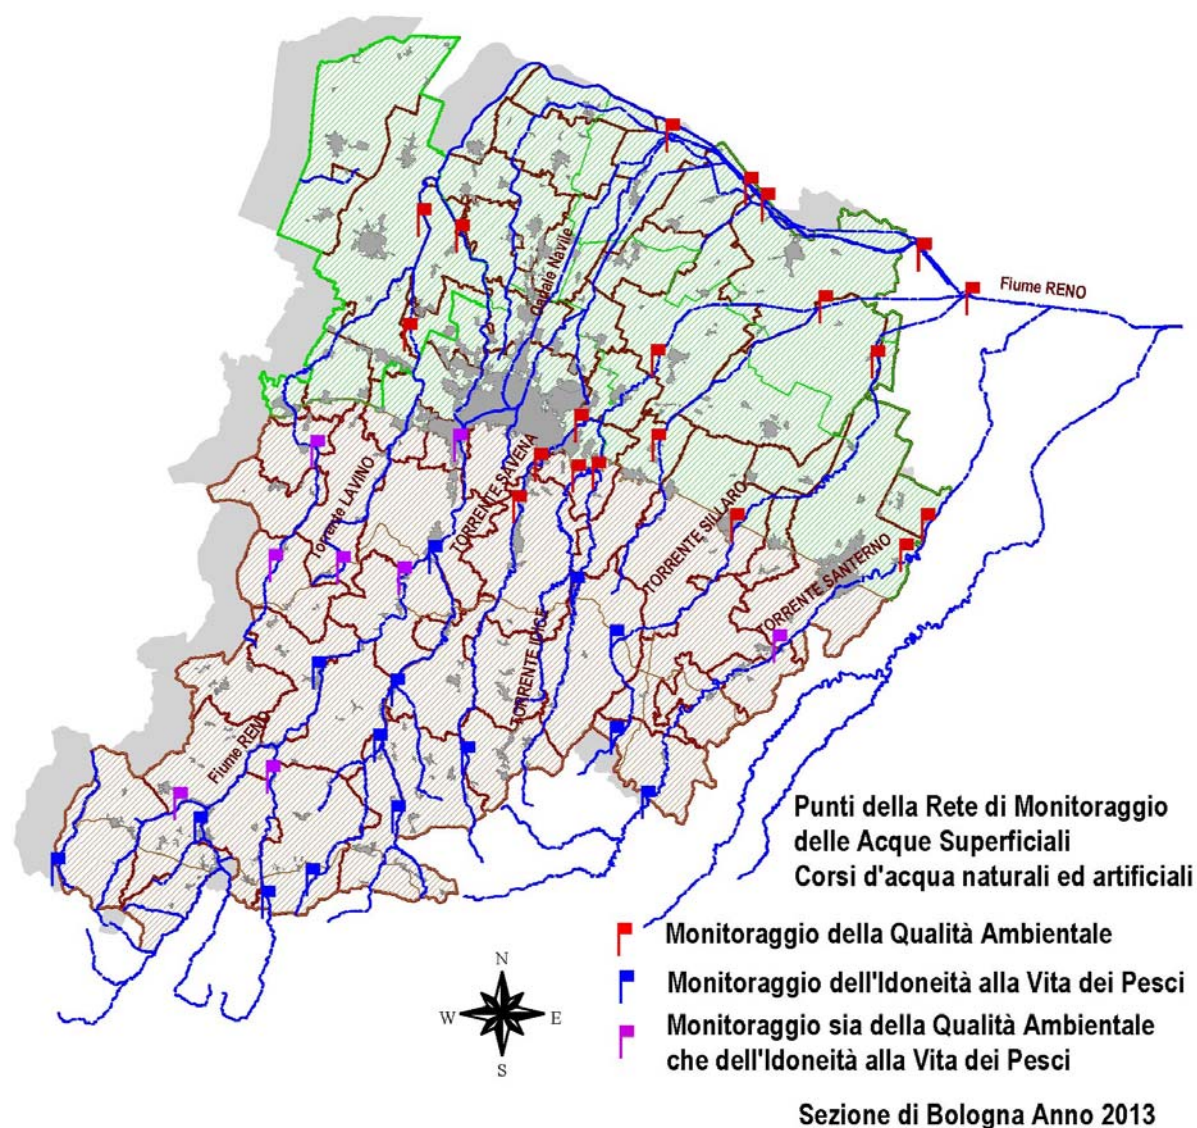 Canale Navile
Fiume RENO
Torrente LAVINO
TORRENTE SAVENA
TORRENTE SILLARO
TORRENTE SANTERNO
TORRENTE IDICE
Fiume RENO
Punti della Rete di Monitoraggio
delle Acque Superficiali
Corsi d'acqua naturali ed artificiali
Monitoraggio della Qualità Ambientale
Monitoraggio dell'Idoneità alla Vita dei Pesci
Monitoraggio sia della Qualità Ambientale
che dell'Idoneità alla Vita dei Pesci
N
W
E
S
Sezione di Bologna Anno 2013